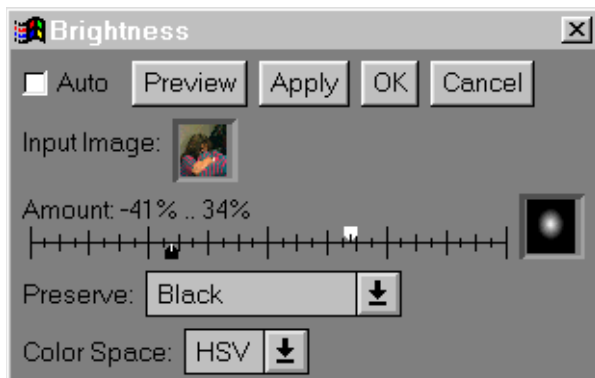 Brightness
Auto Preview Apply OK Cancel
Input Image:
Amount: -41% .. 34%
Preserve: Black
Color Space: HSV